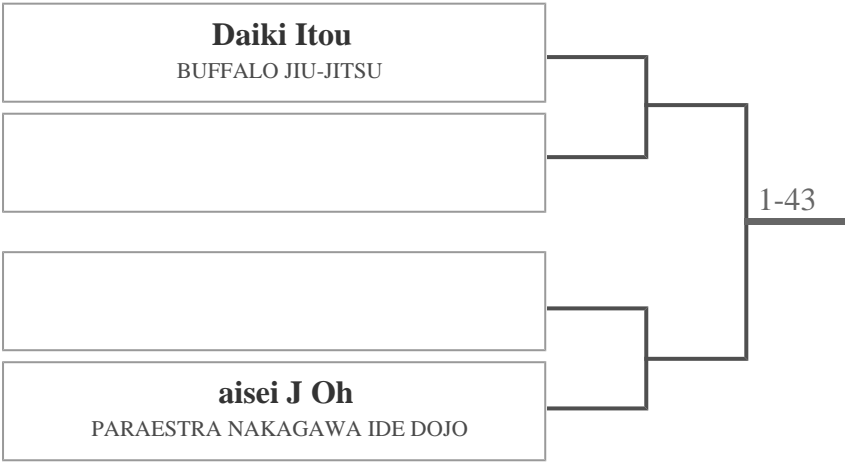 Daiki Itou
BUFFALO JIU-JITSU
1-43
aisei J Oh
PARAESTRA NAKAGAWA IDE DOJO